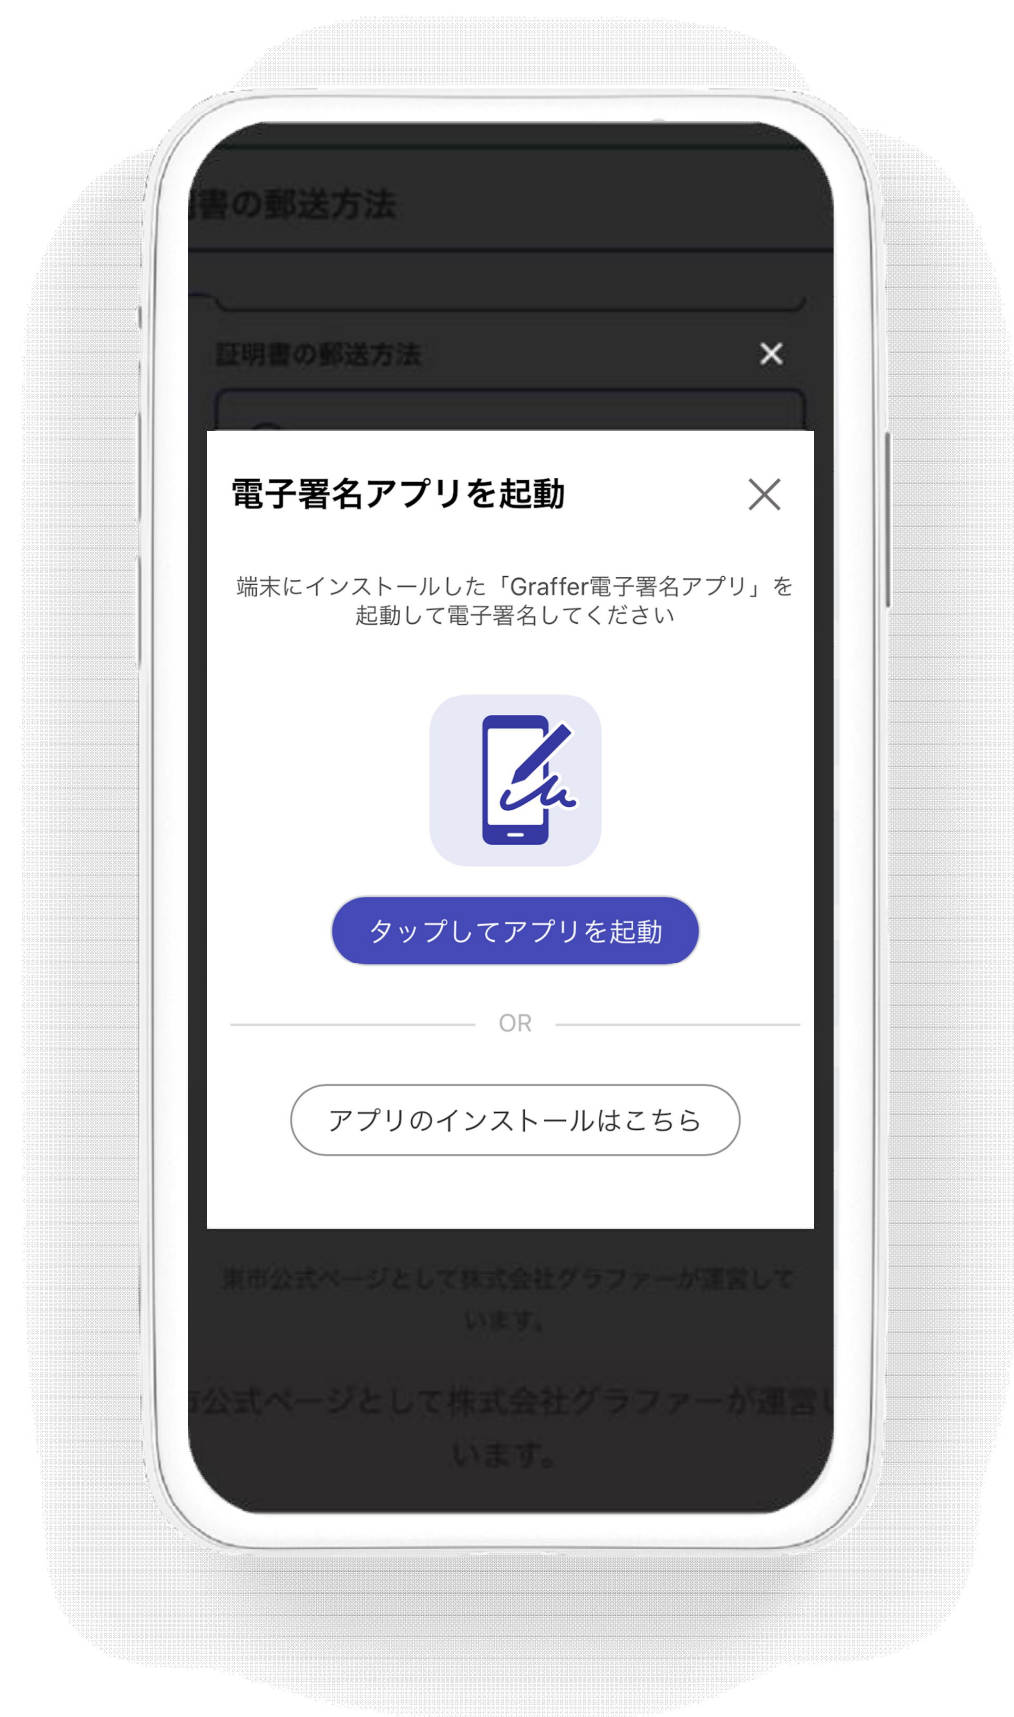 書の郵送方法
証明書の郵送方法
電子署名アプリを起動
端末にインストールした「Graffer電子署名アプリ」を
起動して電子署名してください
タップしてアプリを起動
OR
アプリのインストールはこちら
東市公式ページとして株式会社グラファーが運営して
います。
市公式ページとして株式会社グラファーが運営し
います。